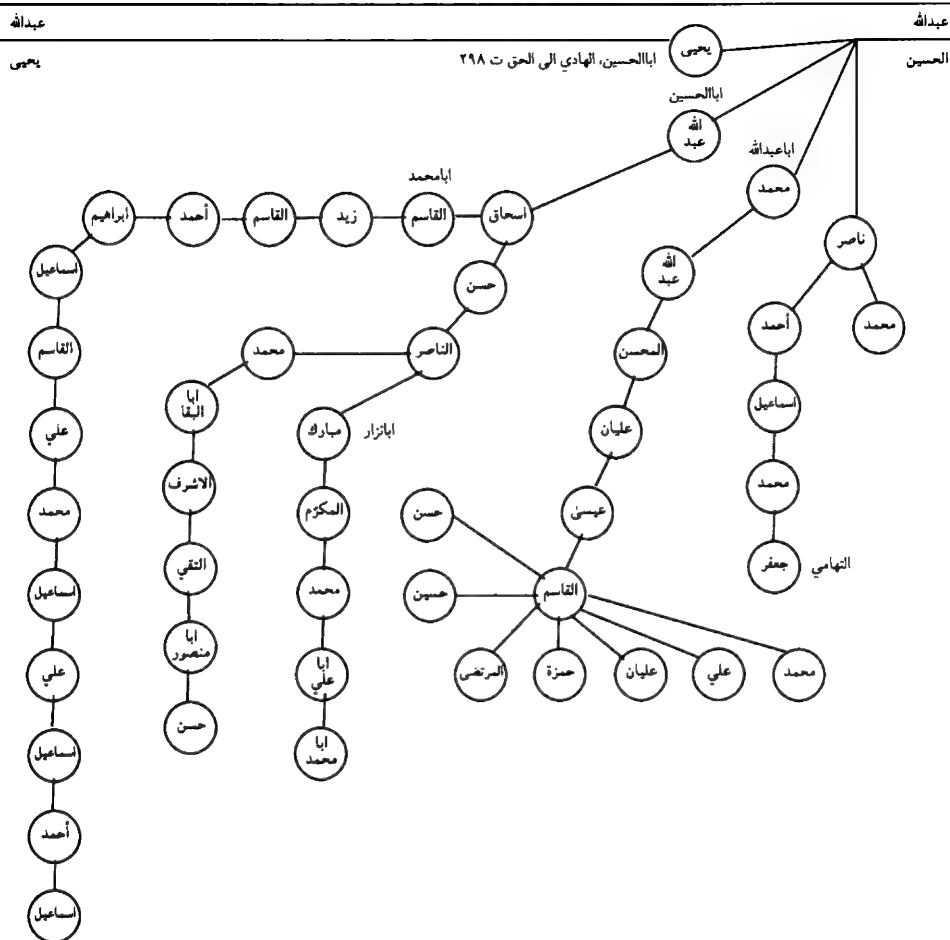 عبدالله
عبدالله
الحسين
يحيى
يحيى
اباالحسين، الهادي الى الحق ت ٢٩٨
اباالحسين
الله
عبد
اباعبدالله
محمد
ناصر
ابامحمد
اسحاق
القاسم
زيد
القاسم
أحمد
ابراهيم
الله
عبد
اسماعيل
حسن
محمد
أحمد
المحسن
الناصر
محمد
القاسم
اسماعيل
ابا
البقا
عليان
ابانزار
مبارك
علي
محمد
الاشرف
عيسىٰ
حسن
المكرّم
محمد
التهامي
جعفر
التقي
القاسم
حسين
محمد
اسماعيل
ابا
منصور
محمد
علي
عليان
حمزة
المرتضى
ابا
علي
علي
حسن
ابا
محمد
اسماعيل
أحمد
اسماعيل